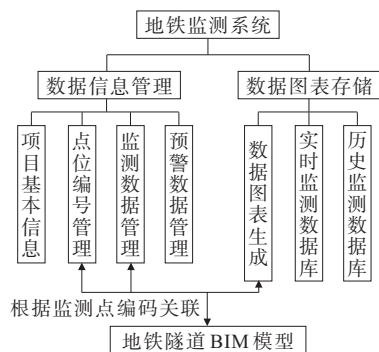 地铁监测系统
数据信息管理
数据图表存储
项目基本信息
点位编号管理
监测数据管理
预警数据管理
数据图表生成
实时监测数据库
历史监测数据库
根据监测点编码关联
地铁隧道BIM模型